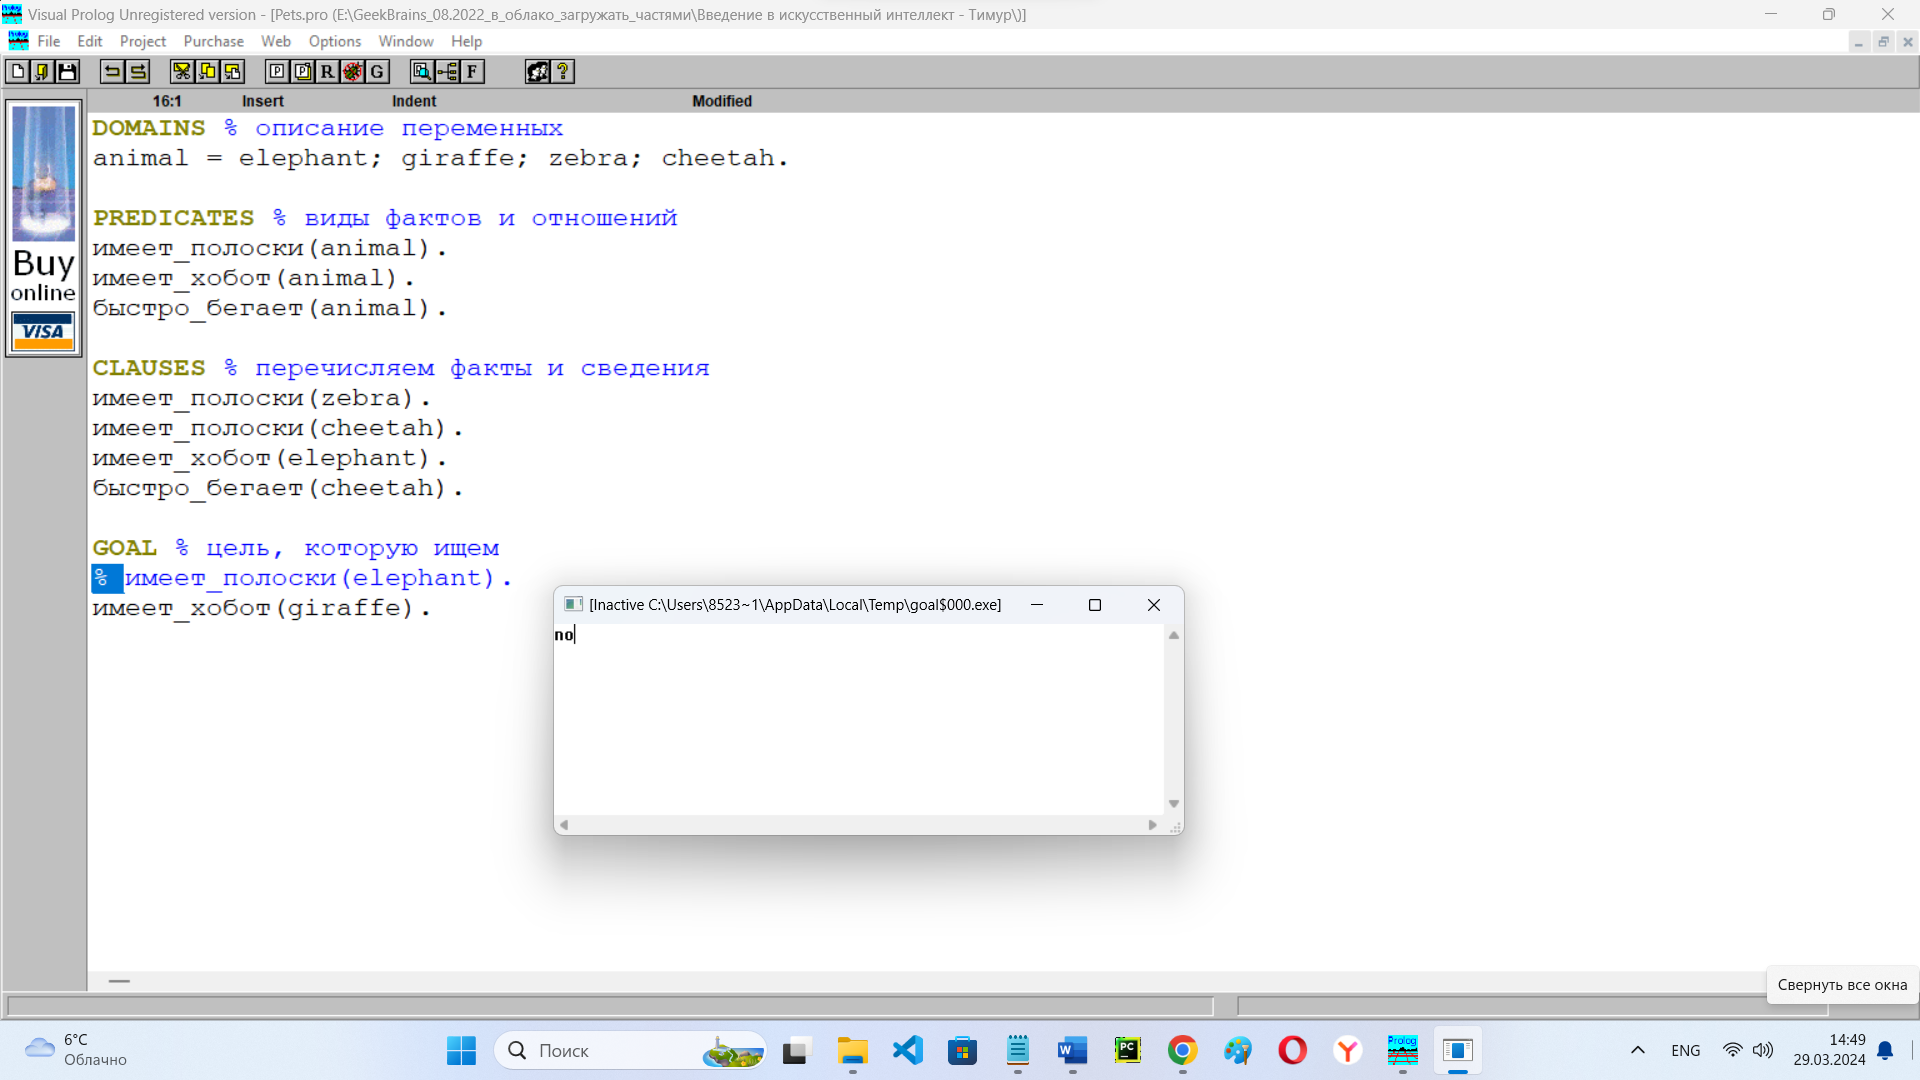 Visual Prolog Unregistered version - [Pets.pro (E:\GeekBrains_08.2022_в_облако_загружать_частями\Введение в искусственный интеллект - Тимур\)]
File Edit Project Purchase Web Options Window Help
P P R G F ?
16:1 Insert Indent Modified
Buy
online
VISA
DOMAINS % описание переменных
animal = elephant; giraffe; zebra; cheetah.
PREDICATES % виды фактов и отношений
имеет_полоски(animal).
имеет_хобот(animal).
быстро_бегает(animal).
CLAUSES % перечисляем факты и сведения
имеет_полоски(zebra).
имеет_полоски(cheetah).
имеет_хобот(elephant).
быстро_бегает(cheetah).
GOAL % цель, которую ищем
% имеет_полоски(elephant).
имеет_хобот(giraffe).
[Inactive C:\Users\8523~1\AppData\Local\Temp\goal$000.exe]
no
Свернуть все окна
6°C
Облачно
Поиск
W
PC
Prolog
ENG
14:49
29.03.2024